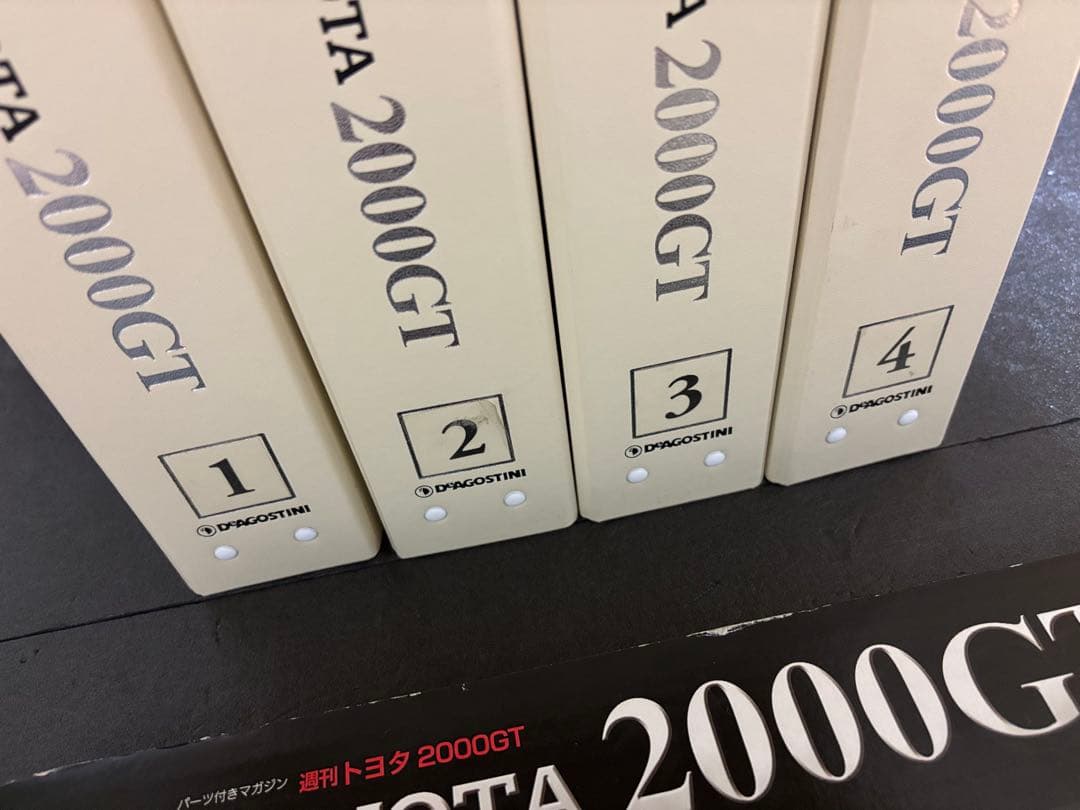 TA 2000GT
1
DeAGOSTINI
TA 2000GT
2
DeAGOSTINI
A 2000GT
3
DeAGOSTINI
2000GT
4
DeAGOSTINI
パーツ付きマガジン 週刊トヨタ 2000GT
OTA 2000GT